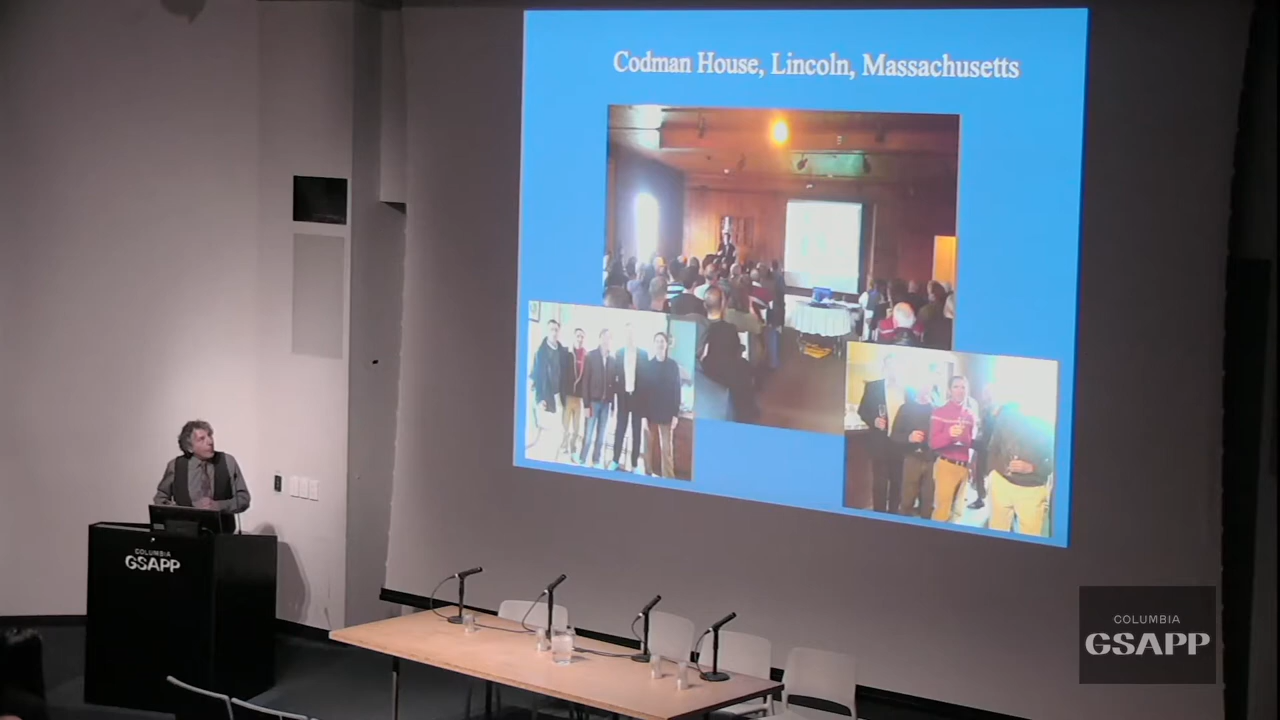 Codman House, Lincoln, Massachusetts
COLUMBIA
GSAPP
COLUMBIA
GSAPP